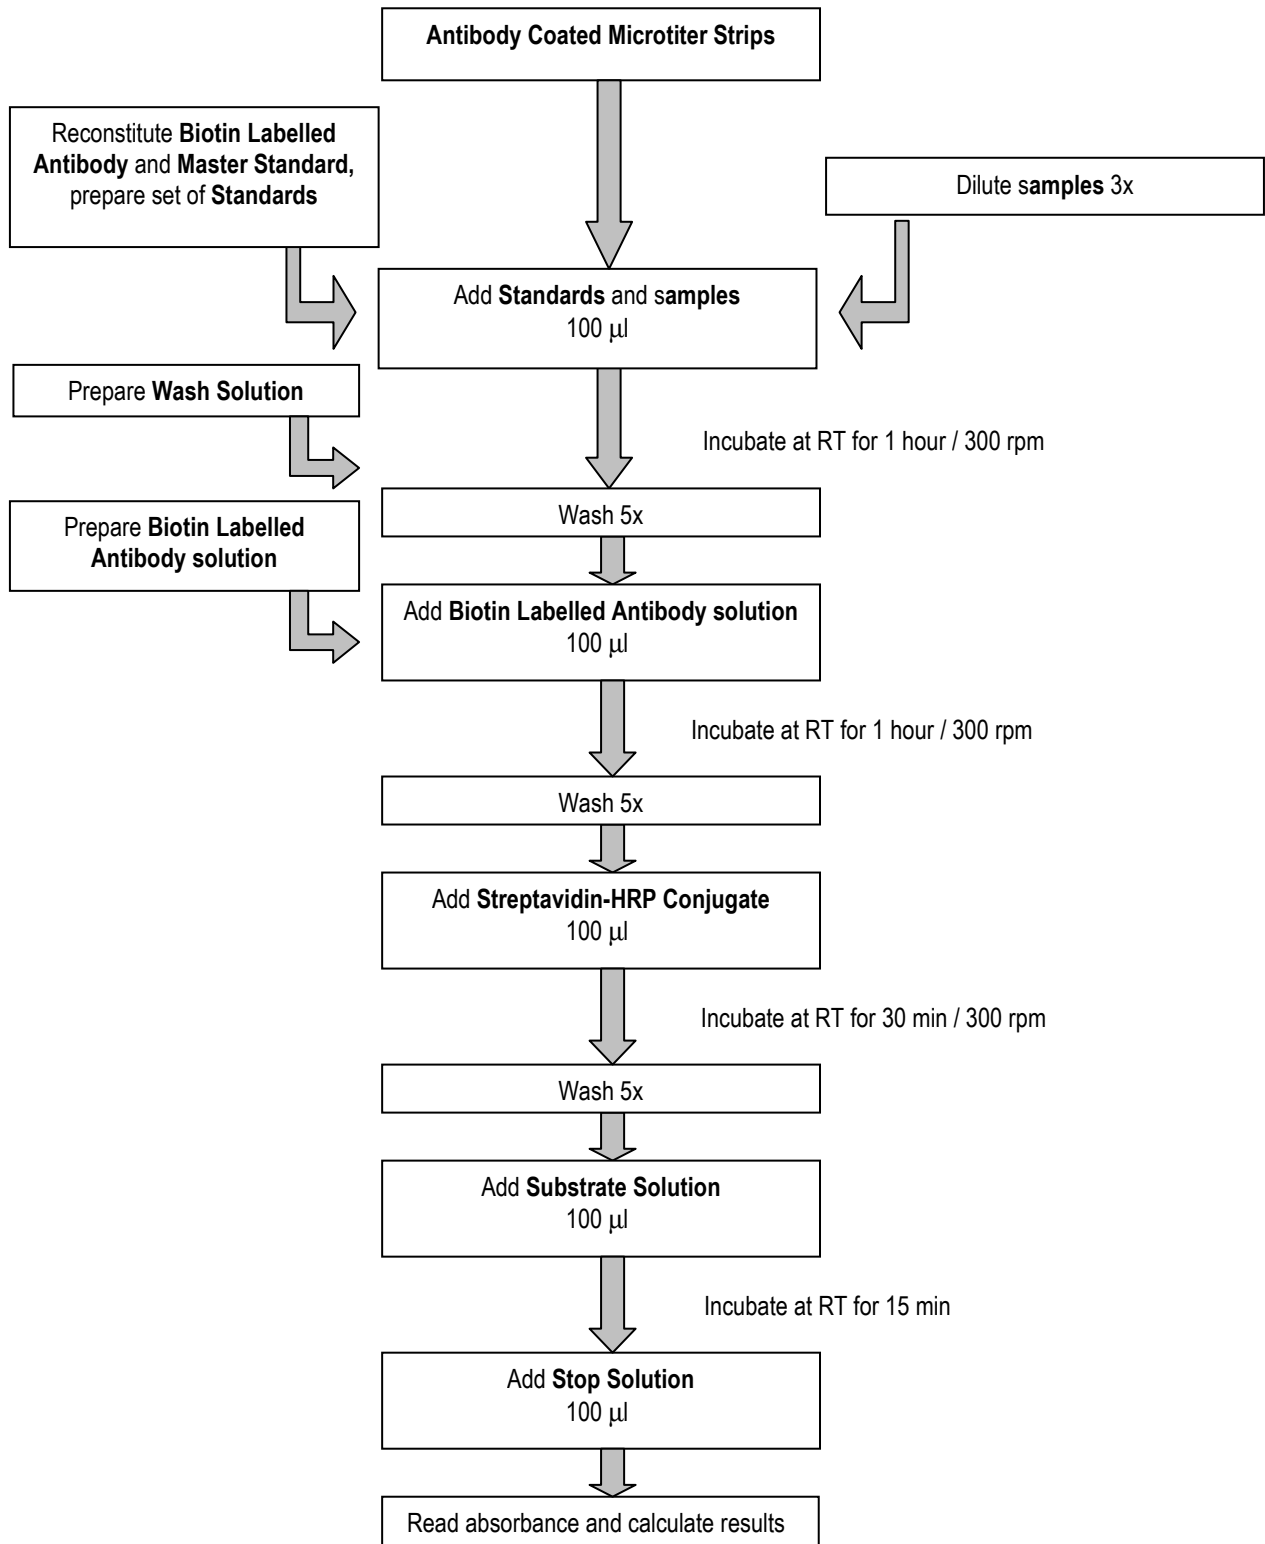 Antibody Coated Microtiter Strips
Reconstitute Biotin Labelled
Antibody and Master Standard,
prepare set of Standards
Dilute samples 3x
Add Standards and samples
100 μl
Prepare Wash Solution
Incubate at RT for 1 hour / 300 rpm
Wash 5x
Prepare Biotin Labelled
Antibody solution
Add Biotin Labelled Antibody solution
100 μl
Incubate at RT for 1 hour / 300 rpm
Wash 5x
Add Streptavidin-HRP Conjugate
100 μl
Incubate at RT for 30 min / 300 rpm
Wash 5x
Add Substrate Solution
100 μl
Incubate at RT for 15 min
Add Stop Solution
100 μl
Read absorbance and calculate results